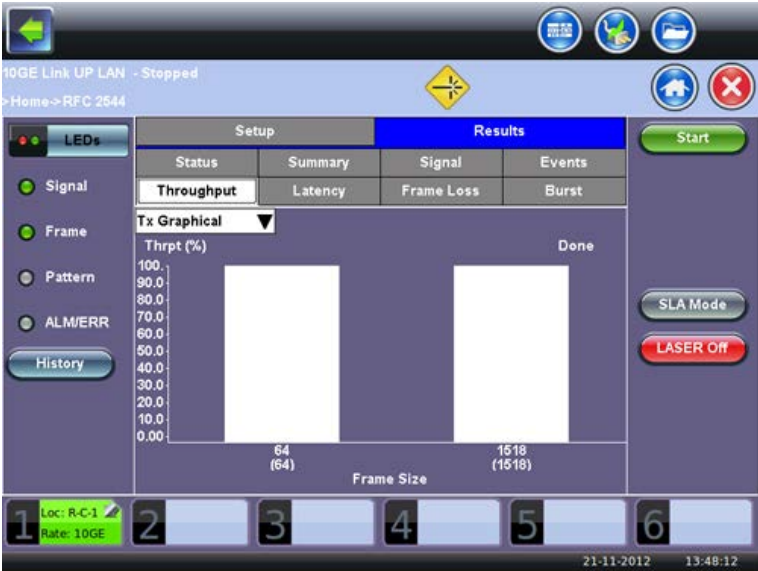 10GE Link UP LAN - Stopped
>Home->RFC 2544
LEDs
Signal
Frame
Pattern
ALM/ERR
History
Setup
Results
Status
Summary
Signal
Events
Throughput
Latency
Frame Loss
Burst
Tx Graphical
Thrpt (%)
Done
100.
90.0
80.0
70.0
60.0
50.0
40.0
30.0
20.0
10.0
0.00
64
(64)
1518
(1518)
Frame Size
Start
SLA Mode
LASER Off
1
Loc: R-C-1
Rate: 10GE
2
3
4
5
6
21-11-2012 13:48:12